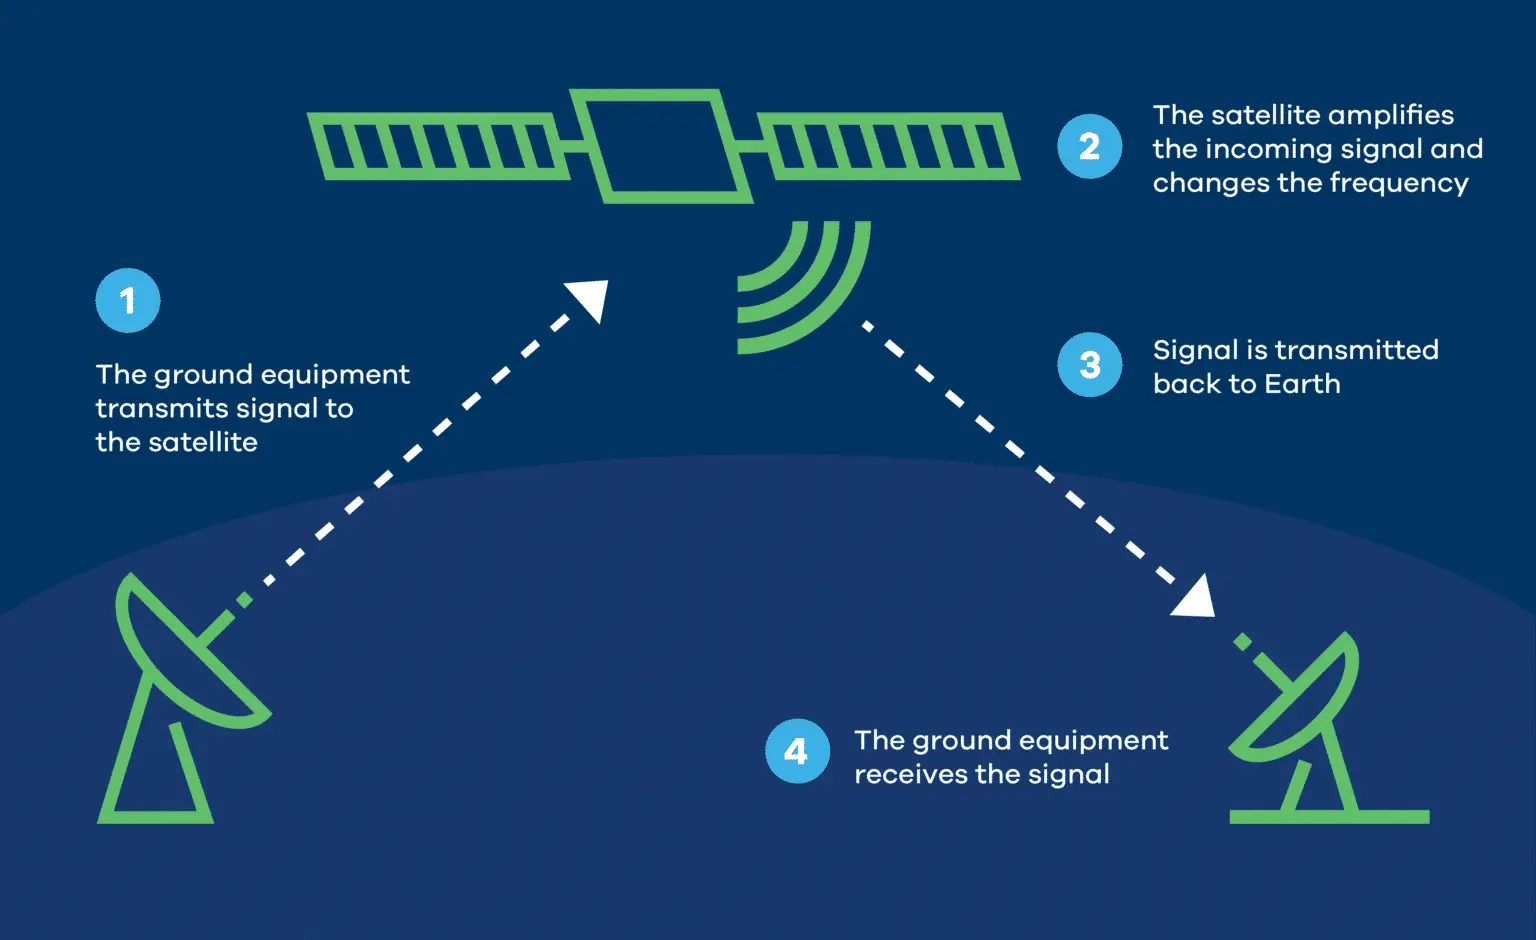 1
The ground equipment
transmits signal to
the satellite
2
The satellite amplifies
the incoming signal and
changes the frequency
3
Signal is transmitted
back to Earth
4
The ground equipment
receives the signal